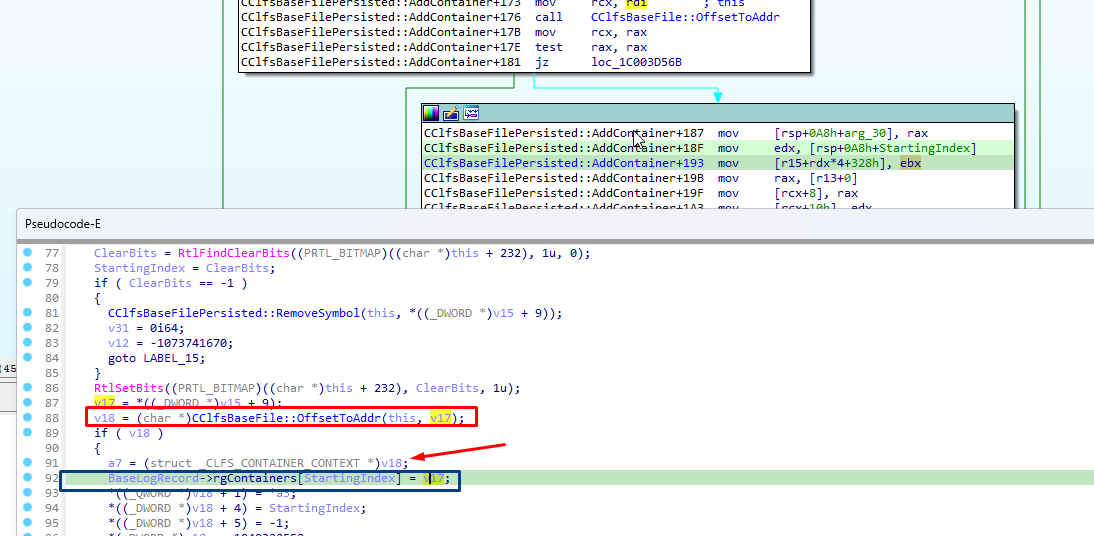 CClfsBaseFilePersisted::AddContainer+173 mov rcx, rdi ; this
CClfsBaseFilePersisted::AddContainer+176 call CClfsBaseFile::OffsetToAddr
CClfsBaseFilePersisted::AddContainer+17B mov rcx, rax
CClfsBaseFilePersisted::AddContainer+17E test rax, rax
CClfsBaseFilePersisted::AddContainer+181 jz loc_1C003D56B
CClfsBaseFilePersisted::AddContainer+187 mov [rsp+0A8h+arg_30], rax
CClfsBaseFilePersisted::AddContainer+18F mov edx, [rsp+0A8h+StartingIndex]
CClfsBaseFilePersisted::AddContainer+193 mov [r15+rdx*4+328h], ebx
CClfsBaseFilePersisted::AddContainer+19B mov rax, [r13+0]
CClfsBaseFilePersisted::AddContainer+19F mov [rcx+8], rax
CClfsBaseFilePersisted::AddContainer+1A3 mov [rcx+10h], edx
Pseudocode-E
77 ClearBits = RtlFindClearBits((PRTL_BITMAP)((char *)this + 232), 1u, 0);
78 StartingIndex = ClearBits;
79 if ( ClearBits == -1 )
80 {
81 CClfsBaseFilePersisted::RemoveSymbol(this, *((_DWORD *)v15 + 9));
82 v31 = 0i64;
83 v12 = -1073741670;
84 goto LABEL_15;
85 }
(45
86 RtlSetBits((PRTL_BITMAP)((char *)this + 232), ClearBits, 1u);
87 v17 = *((_DWORD *)v15 + 9);
88 v18 = (char *)CClfsBaseFile::OffsetToAddr(this, v17);
89 if ( v18 )
90 {
91 a7 = (struct _CLFS_CONTAINER_CONTEXT *)v18;
92 BaseLogRecord->rgContainers[StartingIndex] = v17;
93 *((_QWORD *)v18 + 1) = *a5;
94 *((_DWORD *)v18 + 4) = StartingIndex;
95 *((_DWORD *)v18 + 5) = -1;